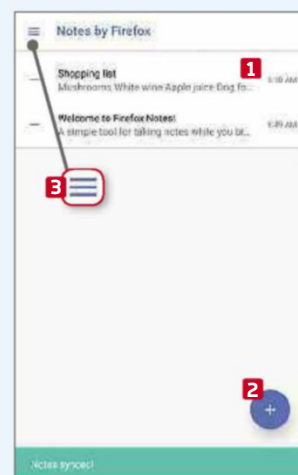 Notes by Firefox
Shopping list
1
Mushrooms White wine Apple juice Dog fo...
Welcome to Firefox Notes!
A simple tool for taking notes while you br...
3
2
+
Notes synced!